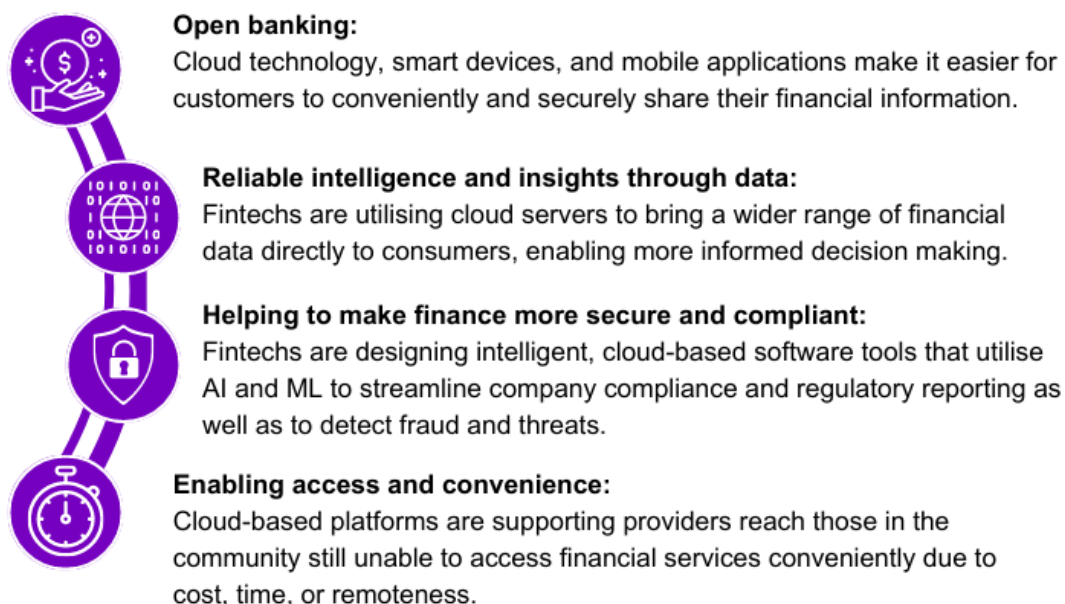 Open banking:
Cloud technology, smart devices, and mobile applications make it easier for
customers to conveniently and securely share their financial information.
Reliable intelligence and insights through data:
Fintechs are utilising cloud servers to bring a wider range of financial
data directly to consumers, enabling more informed decision making.
Helping to make finance more secure and compliant:
Fintechs are designing intelligent, cloud-based software tools that utilise
AI and ML to streamline company compliance and regulatory reporting as
well as to detect fraud and threats.
Enabling access and convenience:
Cloud-based platforms are supporting providers reach those in the
community still unable to access financial services conveniently due to
cost, time, or remoteness.